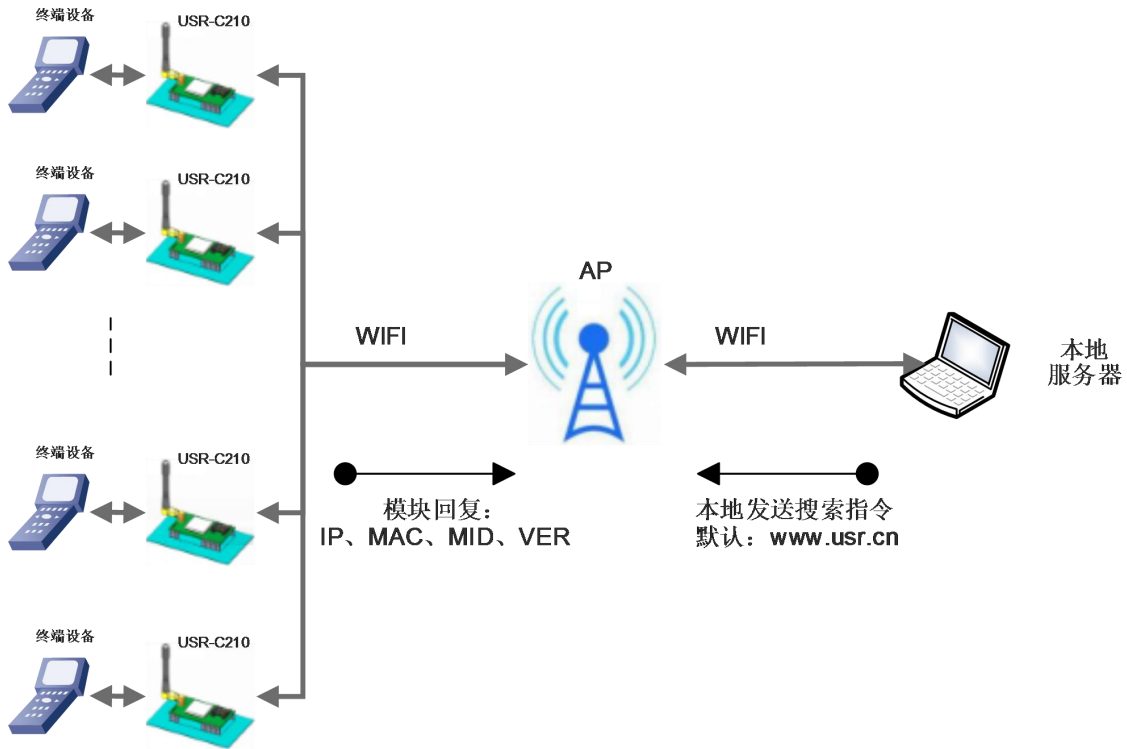 终端设备
USR-C210
终端设备
USR-C210
AP
WIFI
WIFI
本地
服务器
终端设备
USR-C210
模块回复：
IP、MAC、MID、VER
本地发送搜索指令
默认：www.usr.cn
终端设备
USR-C210